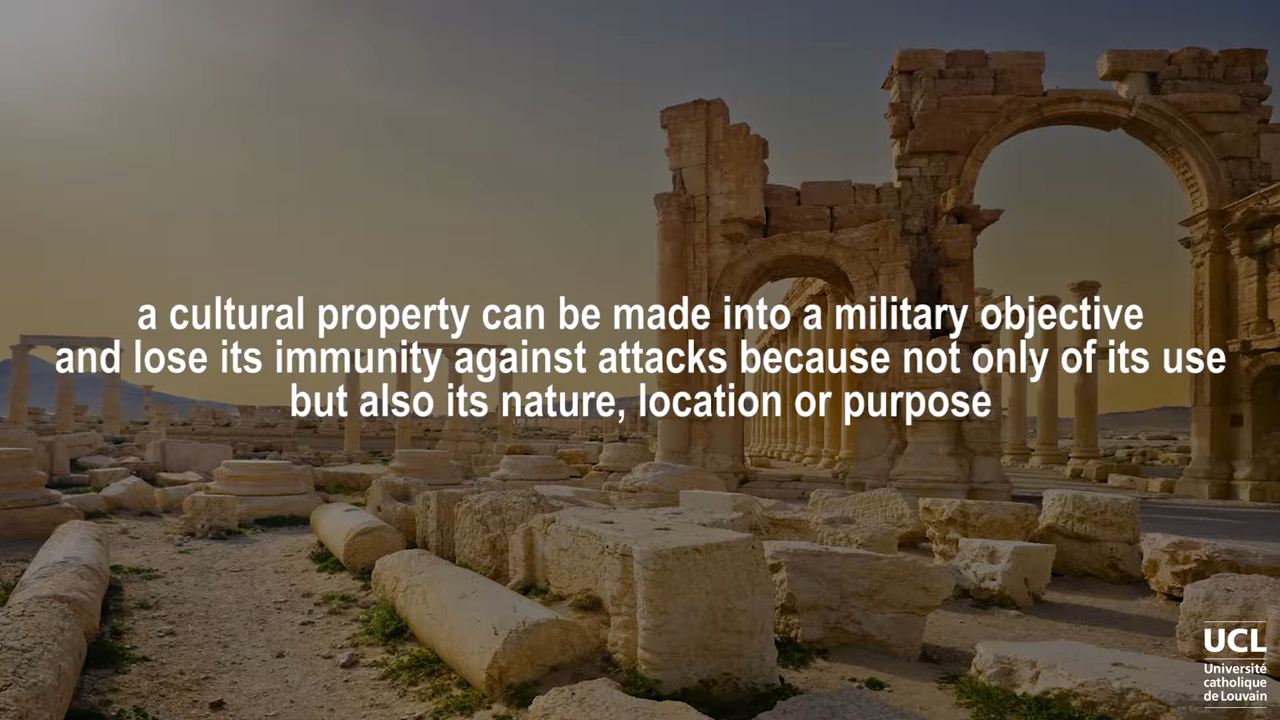 a cultural property can be made into a military objective
and lose its immunity against attacks because not only of its use
but also its nature, location or purpose
UCL
Université
catholique
de Louvain